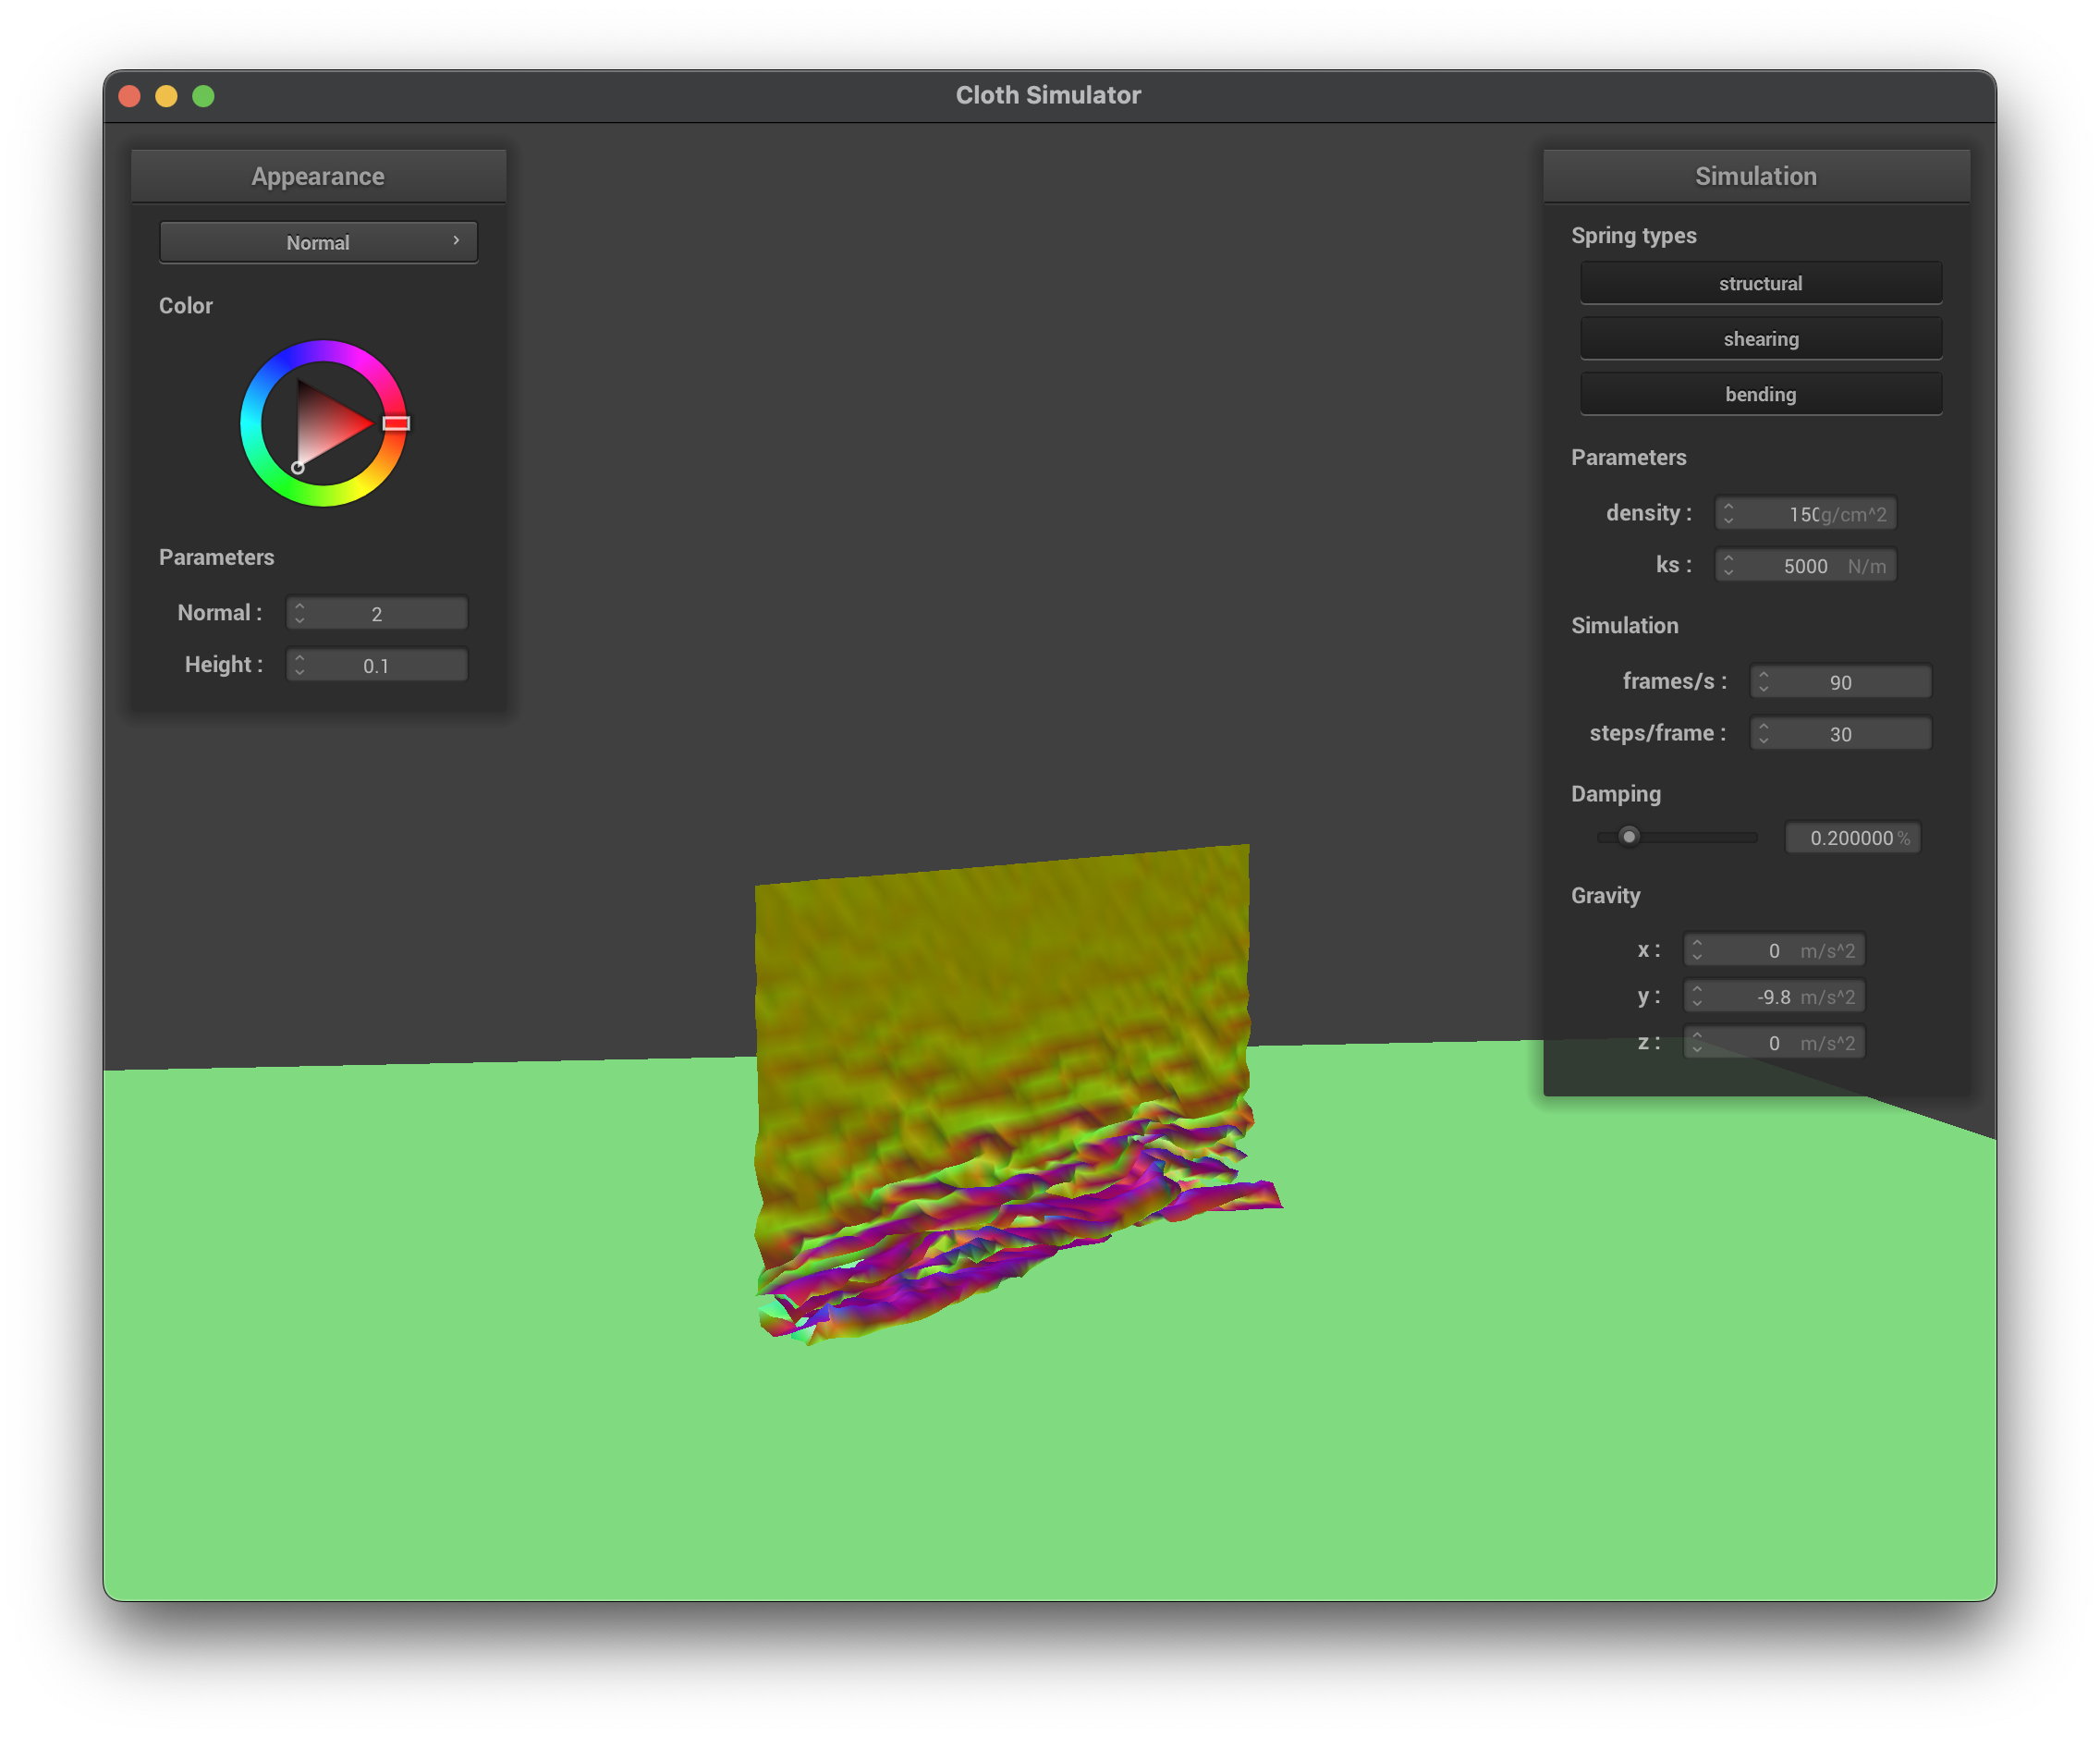 Cloth Simulator
Appearance
Normal
Color
Parameters
Normal :
2
Height :
0.1
Simulation
Spring types
structural
shearing
bending
Parameters
density :
150 g/cm^2
ks :
5000 N/m
Simulation
frames/s :
90
steps/frame :
30
Damping
0.200000 %
Gravity
x :
0 m/s^2
y :
-9.8 m/s^2
z :
0 m/s^2